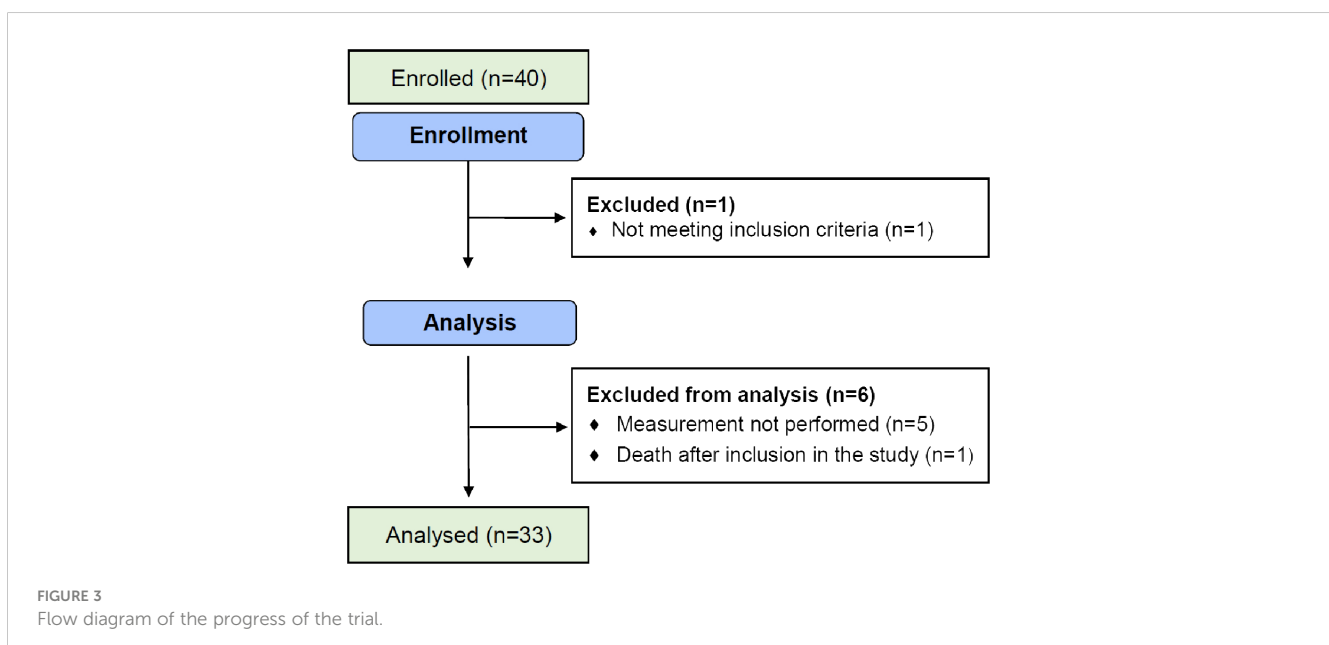 Enrolled (n=40)
Enrollment
Excluded (n=1)
♦ Not meeting inclusion criteria (n=1)
Analysis
Excluded from analysis (n=6)
♦ Measurement not performed (n=5)
♦ Death after inclusion in the study (n=1)
Analysed (n=33)
FIGURE 3
Flow diagram of the progress of the trial.